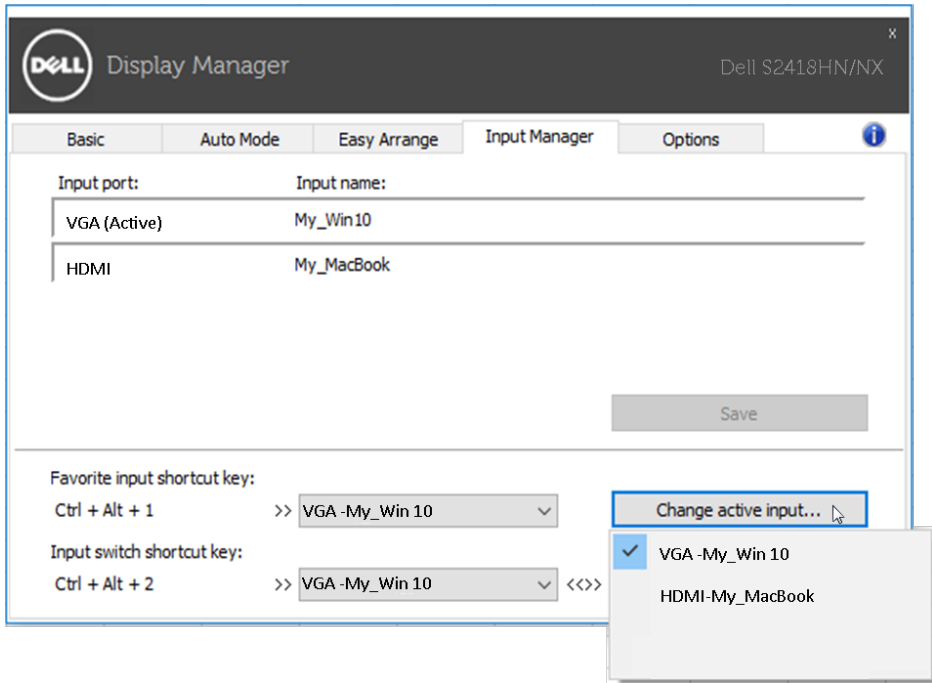 x
DELL Display Manager Dell S2418HN/NX
Basic Auto Mode Easy Arrange Input Manager Options i
Input port: Input name:
VGA (Active) My_Win10
HDMI My_MacBook
Save
Favorite input shortcut key:
Ctrl + Alt + 1 >> VGA -My_Win 10 Change active input...
Input switch shortcut key: VGA -My_Win 10
Ctrl + Alt + 2 >> VGA -My_Win 10 <<>>
HDMI-My_MacBook